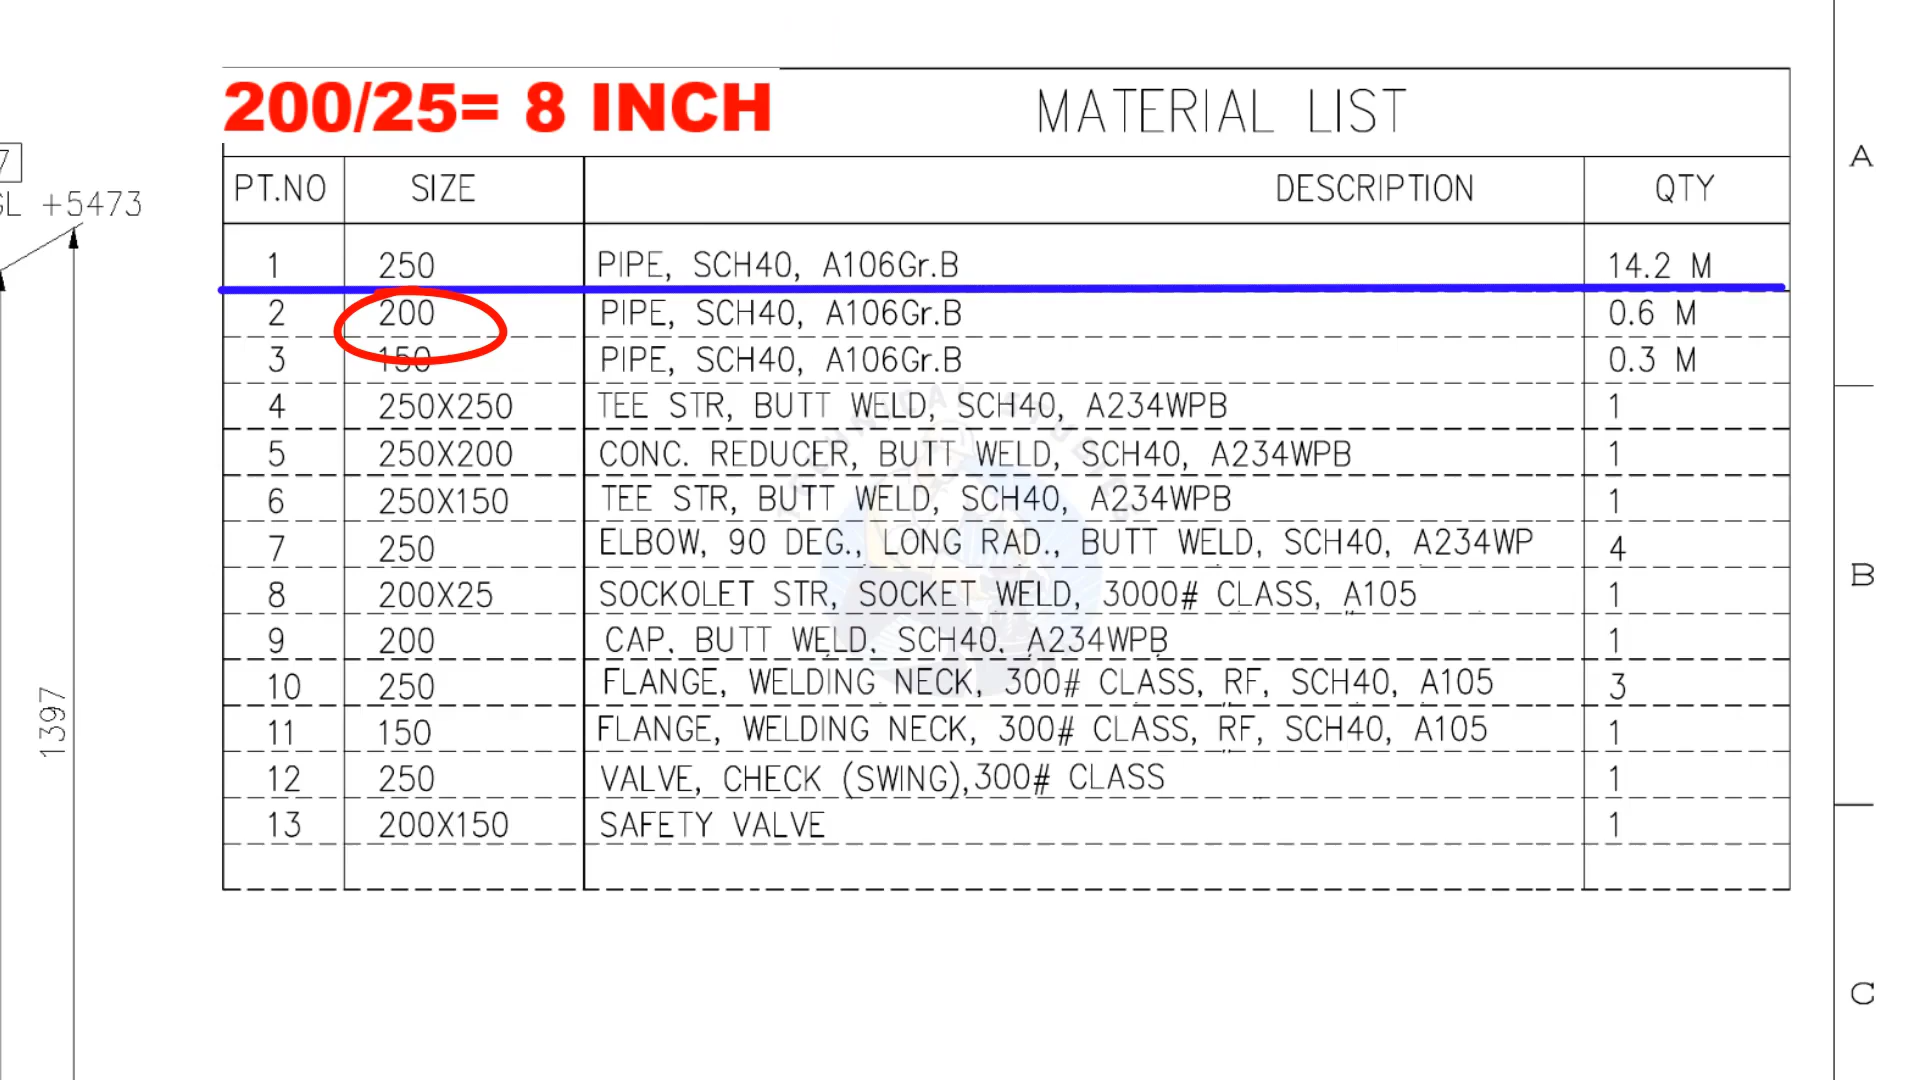 200/25= 8 INCH
MATERIAL LIST
PT.NO SIZE DESCRIPTION QTY
1 250 PIPE, SCH40, A106Gr.B 14.2 M
2 200 PIPE, SCH40, A106Gr.B 0.6 M
3 150 PIPE, SCH40, A106Gr.B 0.3 M
4 250X250 TEE STR, BUTT WELD, SCH40, A234WPB 1
5 250X200 CONC. REDUCER, BUTT WELD, SCH40, A234WPB 1
6 250X150 TEE STR, BUTT WELD, SCH40, A234WPB 1
7 250 ELBOW, 90 DEG., LONG RAD., BUTT WELD, SCH40, A234WP 4
8 200X25 SOCKOLET STR, SOCKET WELD, 3000# CLASS, A105 1
9 200 CAP, BUTT WELD, SCH40, A234WPB 1
10 250 FLANGE, WELDING NECK, 300# CLASS, RF, SCH40, A105 3
11 150 FLANGE, WELDING NECK, 300# CLASS, RF, SCH40, A105 1
12 250 VALVE, CHECK (SWING),300# CLASS 1
13 200X150 SAFETY VALVE 1
7
GL +5473
1397
A
B
C